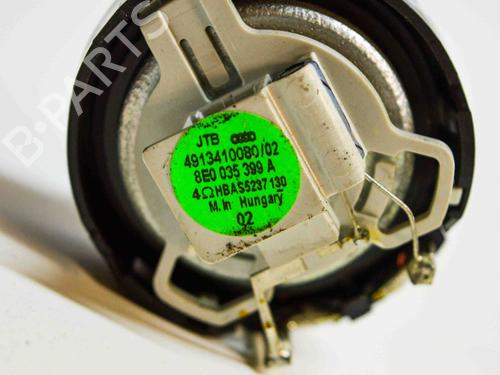 B-PARTS
JTB
4913410080/02
8E0 035 399 A
4ΩHBAS5237130
M. In Hungary
02